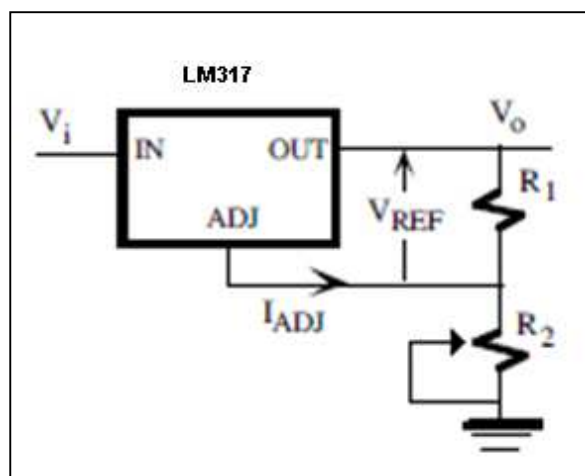 LM317
Vi
IN
OUT
Vo
ADJ
VREF
R1
IADJ
R2